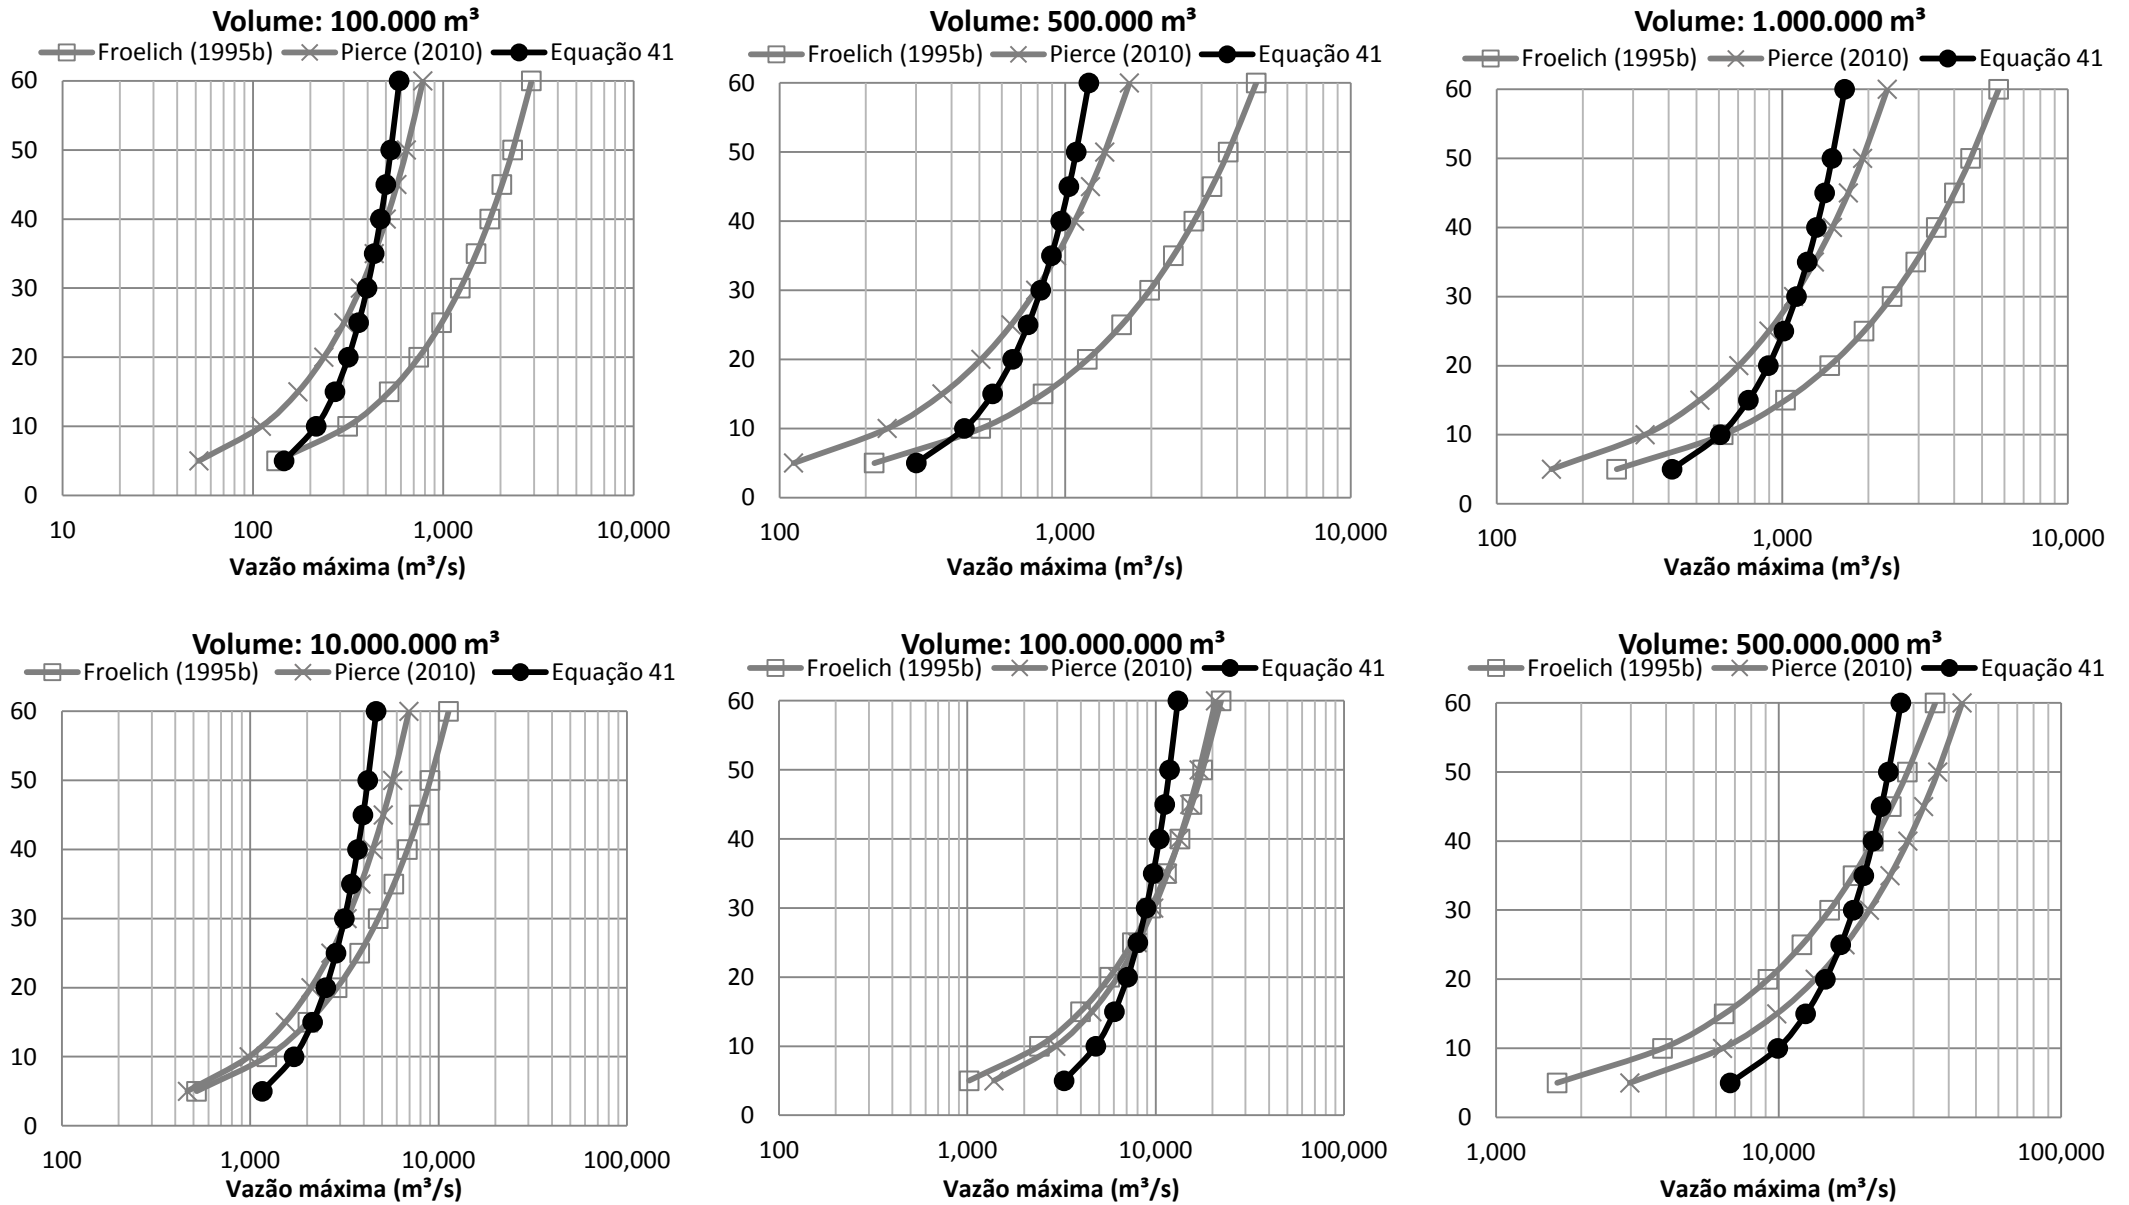 Volume: 100.000 m³
Froelich (1995b) Pierce (2010) Equação 41
60
50
40
30
20
10
0
10 100 1,000 10,000
Vazão máxima (m³/s)
Volume: 500.000 m³
Froelich (1995b) Pierce (2010) Equação 41
60
50
40
30
20
10
0
100 1,000 10,000
Vazão máxima (m³/s)
Volume: 1.000.000 m³
Froelich (1995b) Pierce (2010) Equação 41
60
50
40
30
20
10
0
100 1,000 10,000
Vazão máxima (m³/s)
Volume: 10.000.000 m³
Froelich (1995b) Pierce (2010) Equação 41
60
50
40
30
20
10
0
100 1,000 10,000 100,000
Vazão máxima (m³/s)
Volume: 100.000.000 m³
Froelich (1995b) Pierce (2010) Equação 41
60
50
40
30
20
10
0
100 1,000 10,000 100,000
Vazão máxima (m³/s)
Volume: 500.000.000 m³
Froelich (1995b) Pierce (2010) Equação 41
60
50
40
30
20
10
0
1,000 10,000 100,000
Vazão máxima (m³/s)